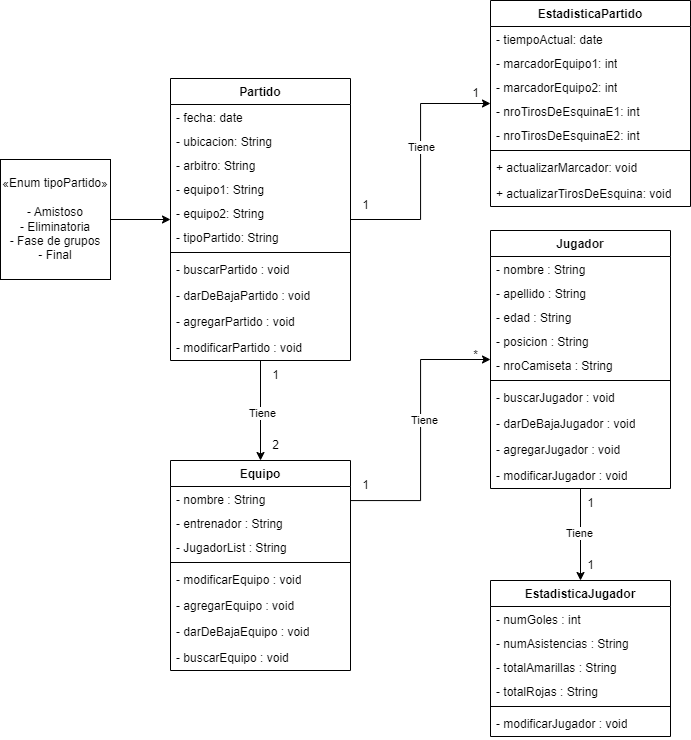 EstadisticaPartido
- tiempoActual: date
- marcadorEquipo1: int
- marcadorEquipo2: int
- nroTirosDeEsquinaE1: int
- nroTirosDeEsquinaE2: int
+ actualizarMarcador: void
+ actualizarTirosDeEsquina: void
Partido
- fecha: date
- ubicacion: String
- arbitro: String
- equipo1: String
- equipo2: String
- tipoPartido: String
- buscarPartido : void
- darDeBajaPartido : void
- agregarPartido : void
- modificarPartido : void
1
Tiene
1
«Enum tipoPartido»
- Amistoso
- Eliminatoria
- Fase de grupos
- Final
Jugador
- nombre : String
- apellido : String
- edad : String
- posicion : String
- nroCamiseta : String
- buscarJugador : void
- darDeBajaJugador : void
- agregarJugador : void
- modificarJugador : void
1
Tiene
2
*
Tiene
1
Equipo
- nombre : String
- entrenador : String
- JugadorList : String
- modificarEquipo : void
- agregarEquipo : void
- darDeBajaEquipo : void
- buscarEquipo : void
1
Tiene
1
EstadisticaJugador
- numGoles : int
- numAsistencias : String
- totalAmarillas : String
- totalRojas : String
- modificarJugador : void